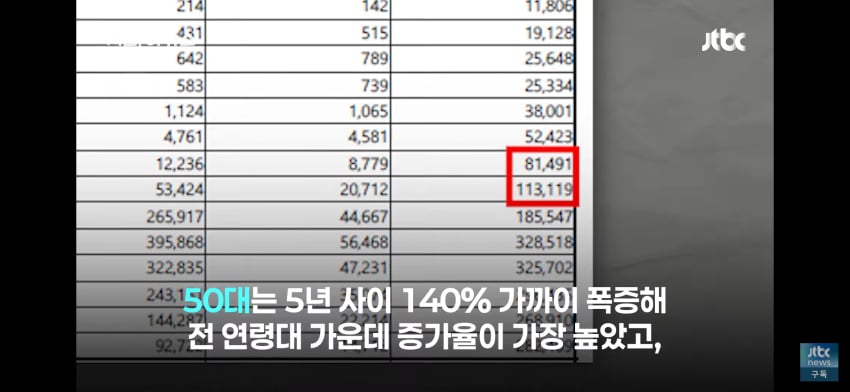 214 142 11,806
431 515 19,128
jtbc
642 789 25,648
583 739 25,334
1,124 1,065 38,001
4,761 4,581 52,423
12,236 8,779 81,491
53,424 20,712 113,119
265,917 44,667 185,547
395,868 56,468 328,518
322,835 47,231 325,702
50대는 5년 사이 140% 가까이 폭증해
144,287
전 연령대 가운데 증가율이 가장 높았고,
jtbc
news
구독